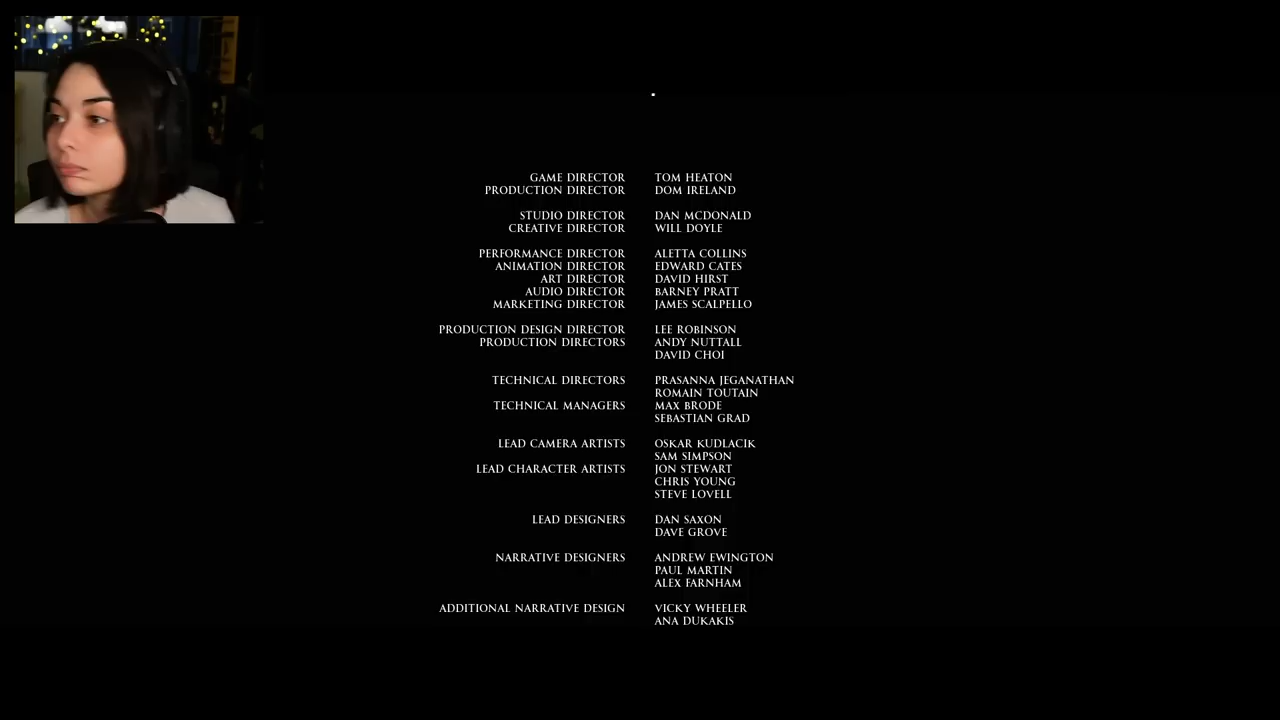 GAME DIRECTOR TOM HEATON
PRODUCTION DIRECTOR DOM IRELAND
STUDIO DIRECTOR DAN MCDONALD
CREATIVE DIRECTOR WILL DOYLE
PERFORMANCE DIRECTOR ALETTA COLLINS
ANIMATION DIRECTOR EDWARD CATES
ART DIRECTOR DAVID HIRST
AUDIO DIRECTOR BARNEY PRATT
MARKETING DIRECTOR JAMES SCALPELLO
PRODUCTION DESIGN DIRECTOR LEE ROBINSON
PRODUCTION DIRECTORS ANDY NUTTALL
DAVID CHOI
TECHNICAL DIRECTORS PRASANNA JEGANATHAN
ROMAIN TOUTAIN
TECHNICAL MANAGERS MAX BRODE
SEBASTIAN GRAD
LEAD CAMERA ARTISTS OSKAR KUDLACIK
SAM SIMPSON
LEAD CHARACTER ARTISTS JON STEWART
CHRIS YOUNG
STEVE LOVELL
LEAD DESIGNERS DAN SAXON
DAVE GROVE
NARRATIVE DESIGNERS ANDREW EWINGTON
PAUL MARTIN
ALEX FARNHAM
ADDITIONAL NARRATIVE DESIGN VICKY WHEELER
ANA DUKAKIS